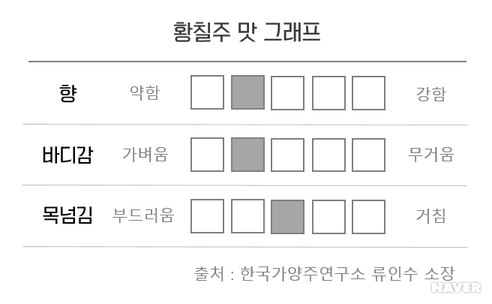 황칠주 맛 그래프
향 약함 강함
바디감 가벼움 무거움
목넘김 부드러움 거침
출처 : 한국가양주연구소 류인수 소장
NAVER